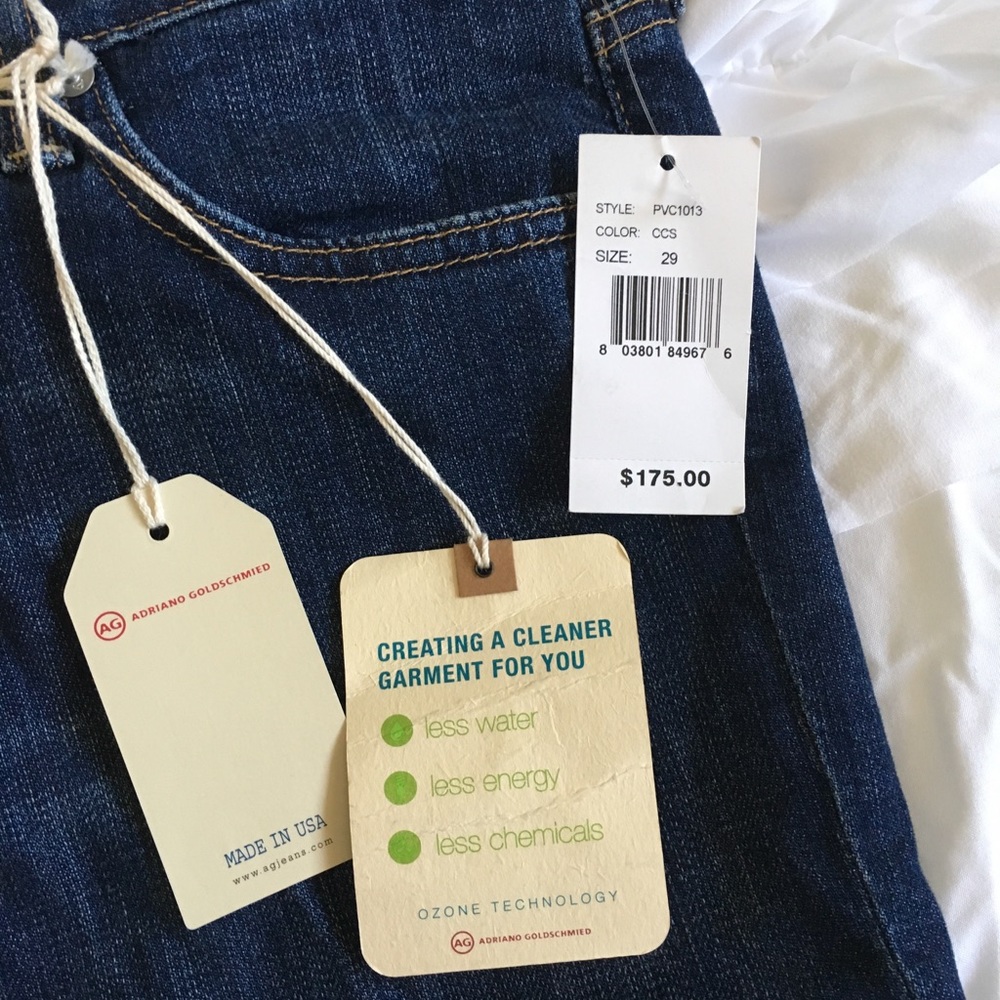 STYLE: PVC1013
COLOR: CCS
SIZE: 29
8 03801 84967 6
$175.00
AG ADRIANO GOLDSCHMIED
MADE IN USA
www.agjeans.com
CREATING A CLEANER
GARMENT FOR YOU
less water
less energy
less chemicals
OZONE TECHNOLOGY
AG ADRIANO GOLDSCHMIED